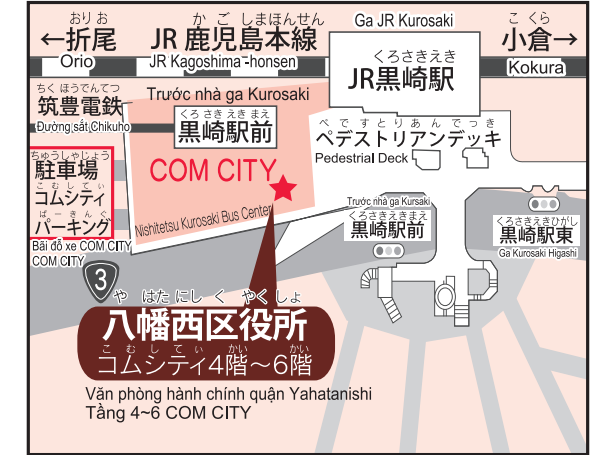 おりお
←折尾
Orio
かごしまほんせん
JR 鹿児島本線
JR Kagoshima-honsen
Ga JR Kurosaki
くろさきえき
JR黒崎駅
こくら
小倉→
Kokura
ちくほうでんてつ
筑豊電鉄
Đường sắt Chikuho
Trước nhà ga Kurosaki
くろさきえきまえ
黒崎駅前
ぺですとりあんでっき
ペデストリアンデッキ
Pedestrial Deck
ちゅうしゃじょう
駐車場
こむしてぃ
コムシティ
ぱーきんぐ
パーキング
Bãi đỗ xe COM CITY
COM CITY
COM CITY
Nishitetsu Kurosaki Bus Center
Trước nhà ga Kursaki
くろさきえきまえ
黒崎駅前
くろさきえきひがし
黒崎駅東
Ga Kurosaki Higashi
3
やはたにしくやくしょ
八幡西区役所
こむしてぃ かい かい
コムシティ4階～6階
Văn phòng hành chính quận Yahatanishi
Tầng 4~6 COM CITY